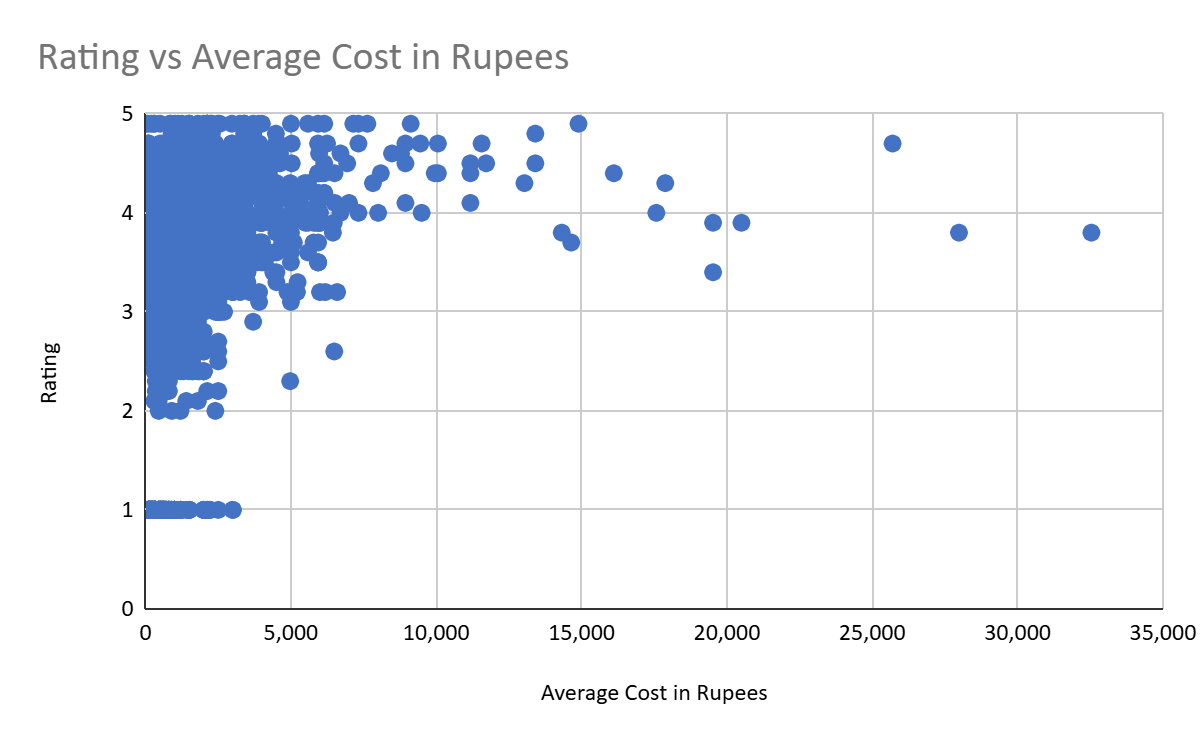 Rating vs Average Cost in Rupees
5
4
3
2
1
0
Rating
0 5,000 10,000 15,000 20,000 25,000 30,000 35,000
Average Cost in Rupees